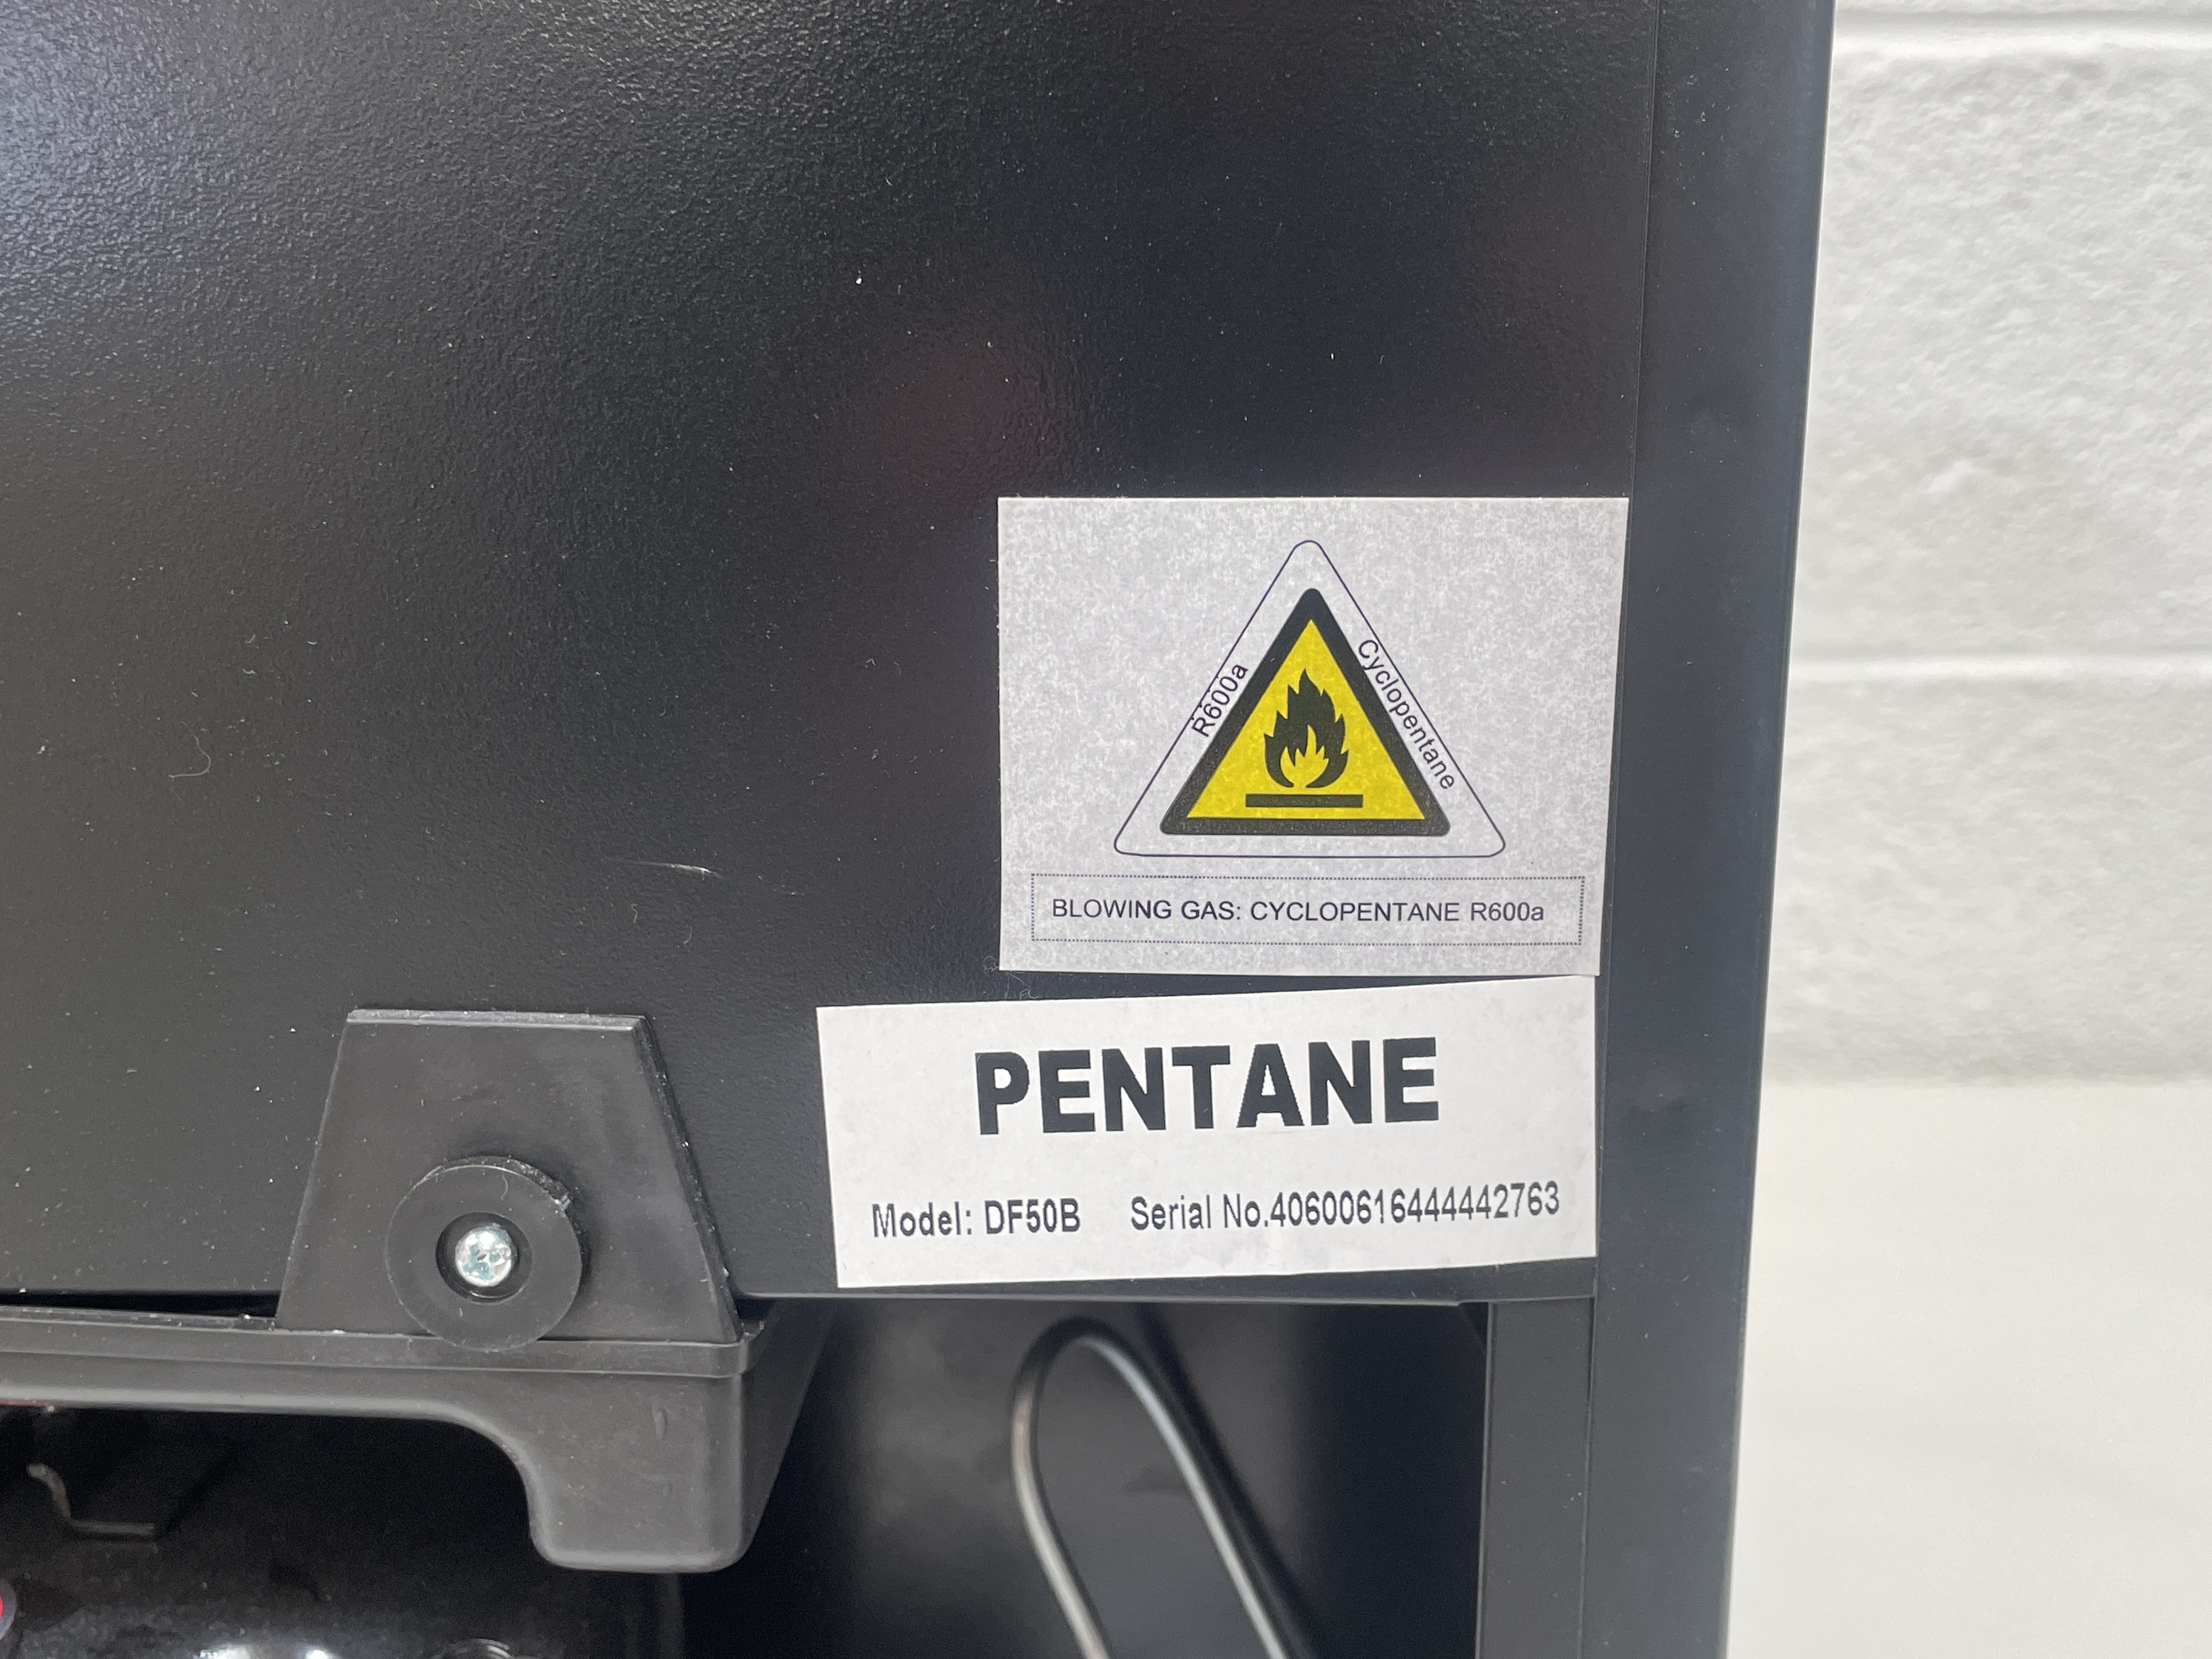 R600a
Cyclopentane
BLOWING GAS: CYCLOPENTANE R600a
PENTANE
Model: DF50B Serial No.40600616444442763